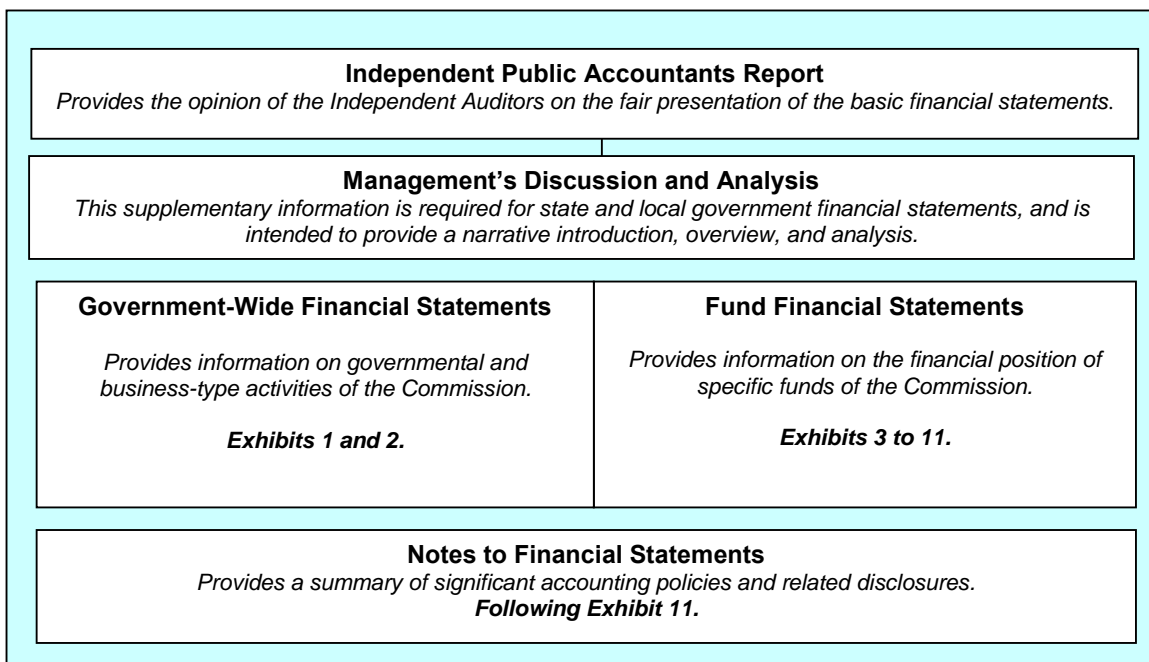 Independent Public Accountants Report
Provides the opinion of the Independent Auditors on the fair presentation of the basic financial statements.
Management's Discussion and Analysis
This supplementary information is required for state and local government financial statements, and is
intended to provide a narrative introduction, overview, and analysis.
Government-Wide Financial Statements
Provides information on governmental and
business-type activities of the Commission.
Exhibits 1 and 2.
Fund Financial Statements
Provides information on the financial position of
specific funds of the Commission.
Exhibits 3 to 11.
Notes to Financial Statements
Provides a summary of significant accounting policies and related disclosures.
Following Exhibit 11.